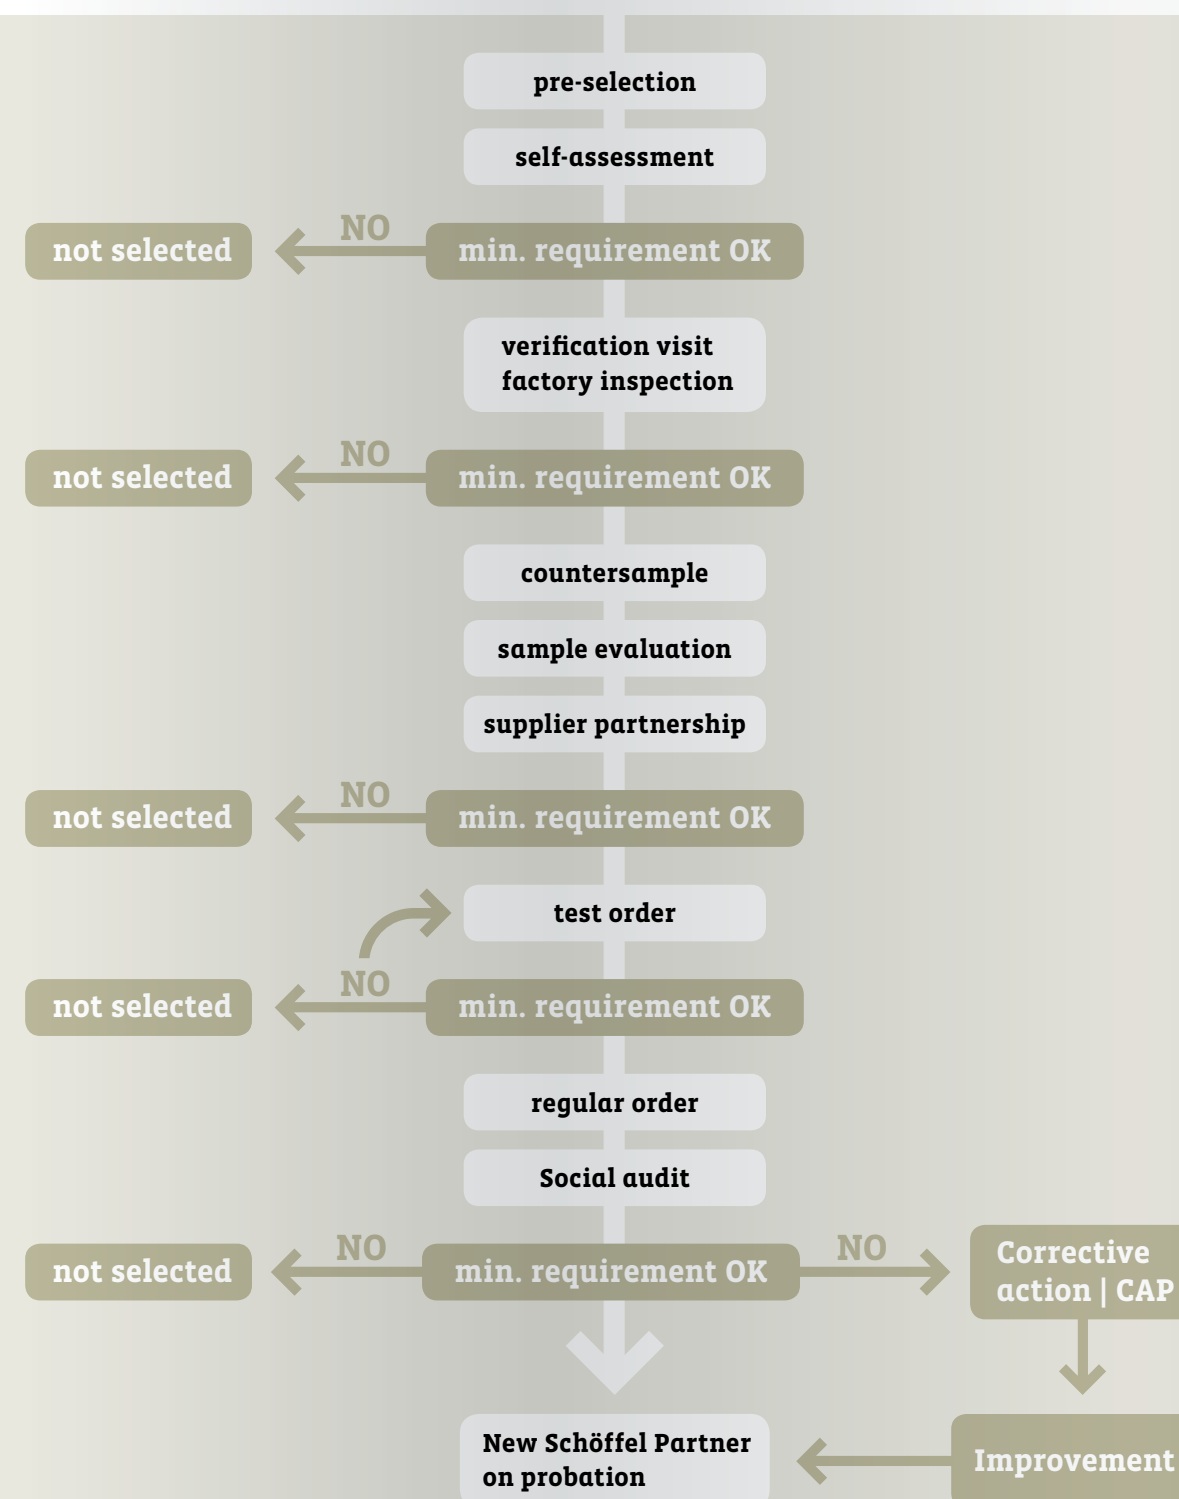 pre-selection
self-assessment
not selected
NO
min. requirement OK
verification visit
factory inspection
not selected
NO
min. requirement OK
countersample
sample evaluation
supplier partnership
not selected
NO
min. requirement OK
test order
not selected
NO
min. requirement OK
regular order
Social audit
not selected
NO
min. requirement OK
NO
Corrective
action | CAP
New Schöffel Partner
on probation
Improvement